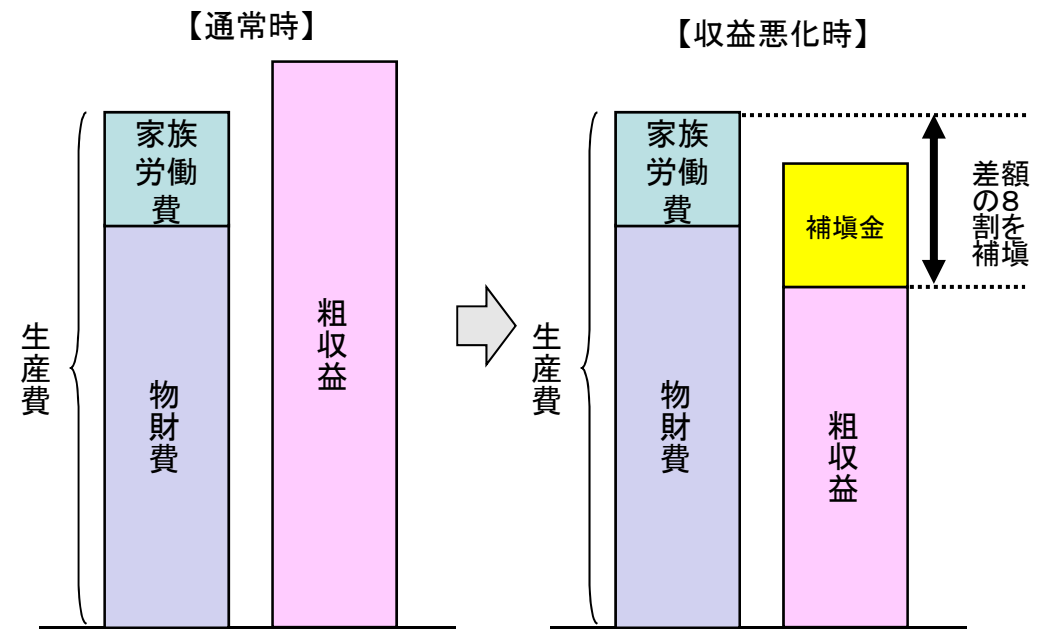 【通常時】
家族
労働
費
物財費
生産費
粗収益
【収益悪化時】
家族
労働
費
物財費
生産費
補塡金
粗収益
差額
の８
割を
補塡